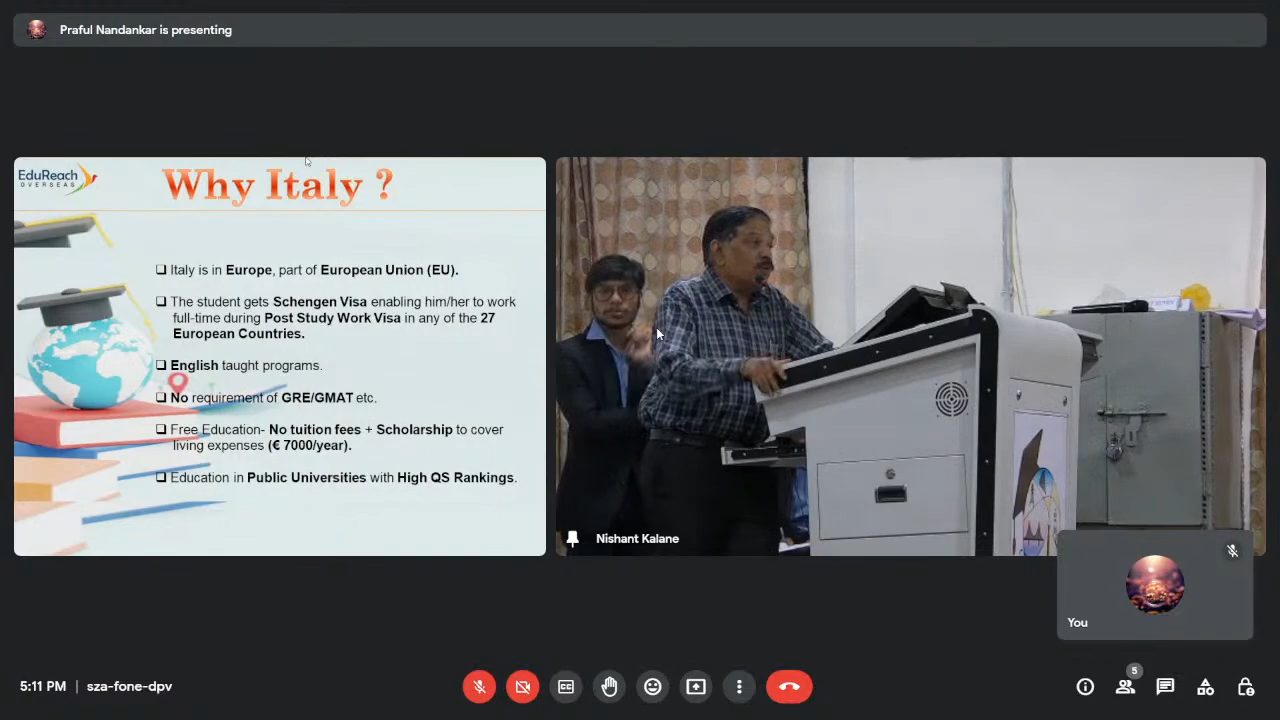 Praful Nandankar is presenting
EduReach
OVERSEAS
Why Italy ?
❑ Italy is in Europe, part of European Union (EU).
❑ The student gets Schengen Visa enabling him/her to work
full-time during Post Study Work Visa in any of the 27
European Countries.
❑ English taught programs.
❑ No requirement of GRE/GMAT etc.
❑ Free Education- No tuition fees + Scholarship to cover
living expenses (€ 7000/year).
❑ Education in Public Universities with High QS Rankings.
Nishant Kalane
You
5:11 PM | sza-fone-dpv
5